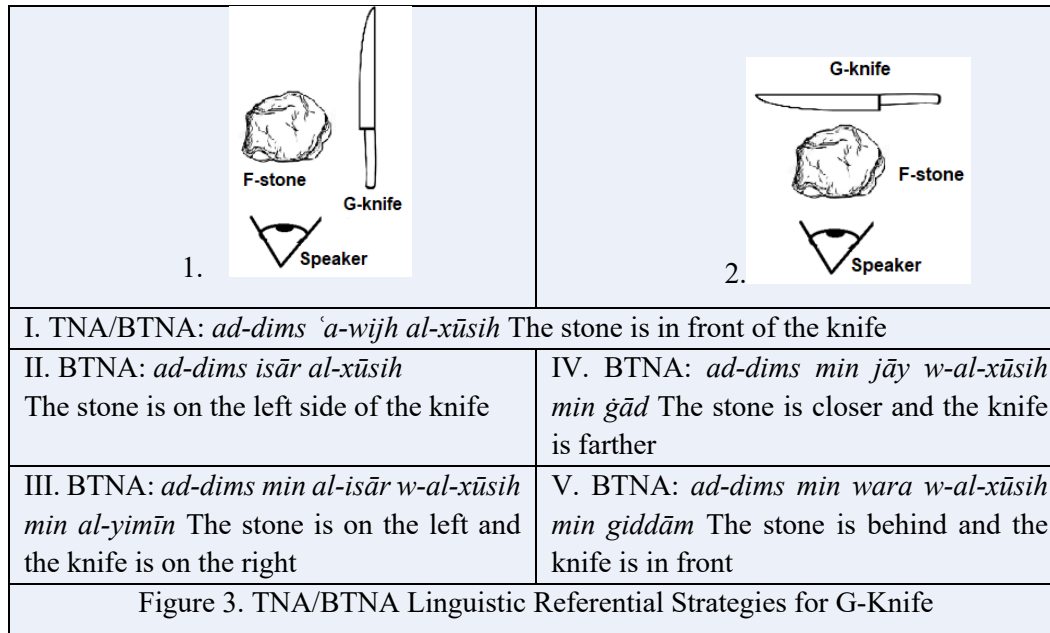 F-stone
G-knife
Speaker
1.
G-knife
F-stone
Speaker
2.
I. TNA/BTNA: ad-dims ʿa-wijh al-xūsih The stone is in front of the knife
II. BTNA: ad-dims isār al-xūsih
The stone is on the left side of the knife
IV. BTNA: ad-dims min jāy w-al-xūsih
min ġād The stone is closer and the knife
is farther
III. BTNA: ad-dims min al-isār w-al-xūsih
min al-yimīn The stone is on the left and
the knife is on the right
V. BTNA: ad-dims min wara w-al-xūsih
min giddām The stone is behind and the
knife is in front
Figure 3. TNA/BTNA Linguistic Referential Strategies for G-Knife